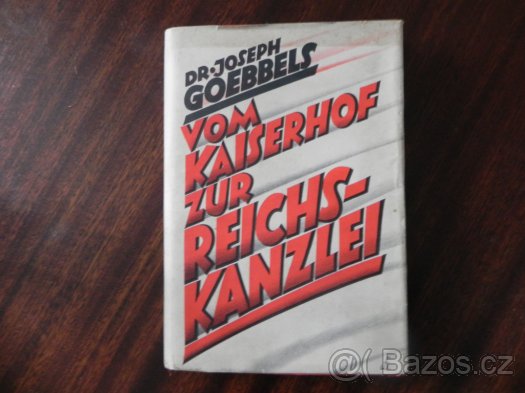 DR. JOSEPH
GOEBBELS
VOM
KAISERHOF
ZUR
REICHS-
KANZLEI
@( Bazos.cz